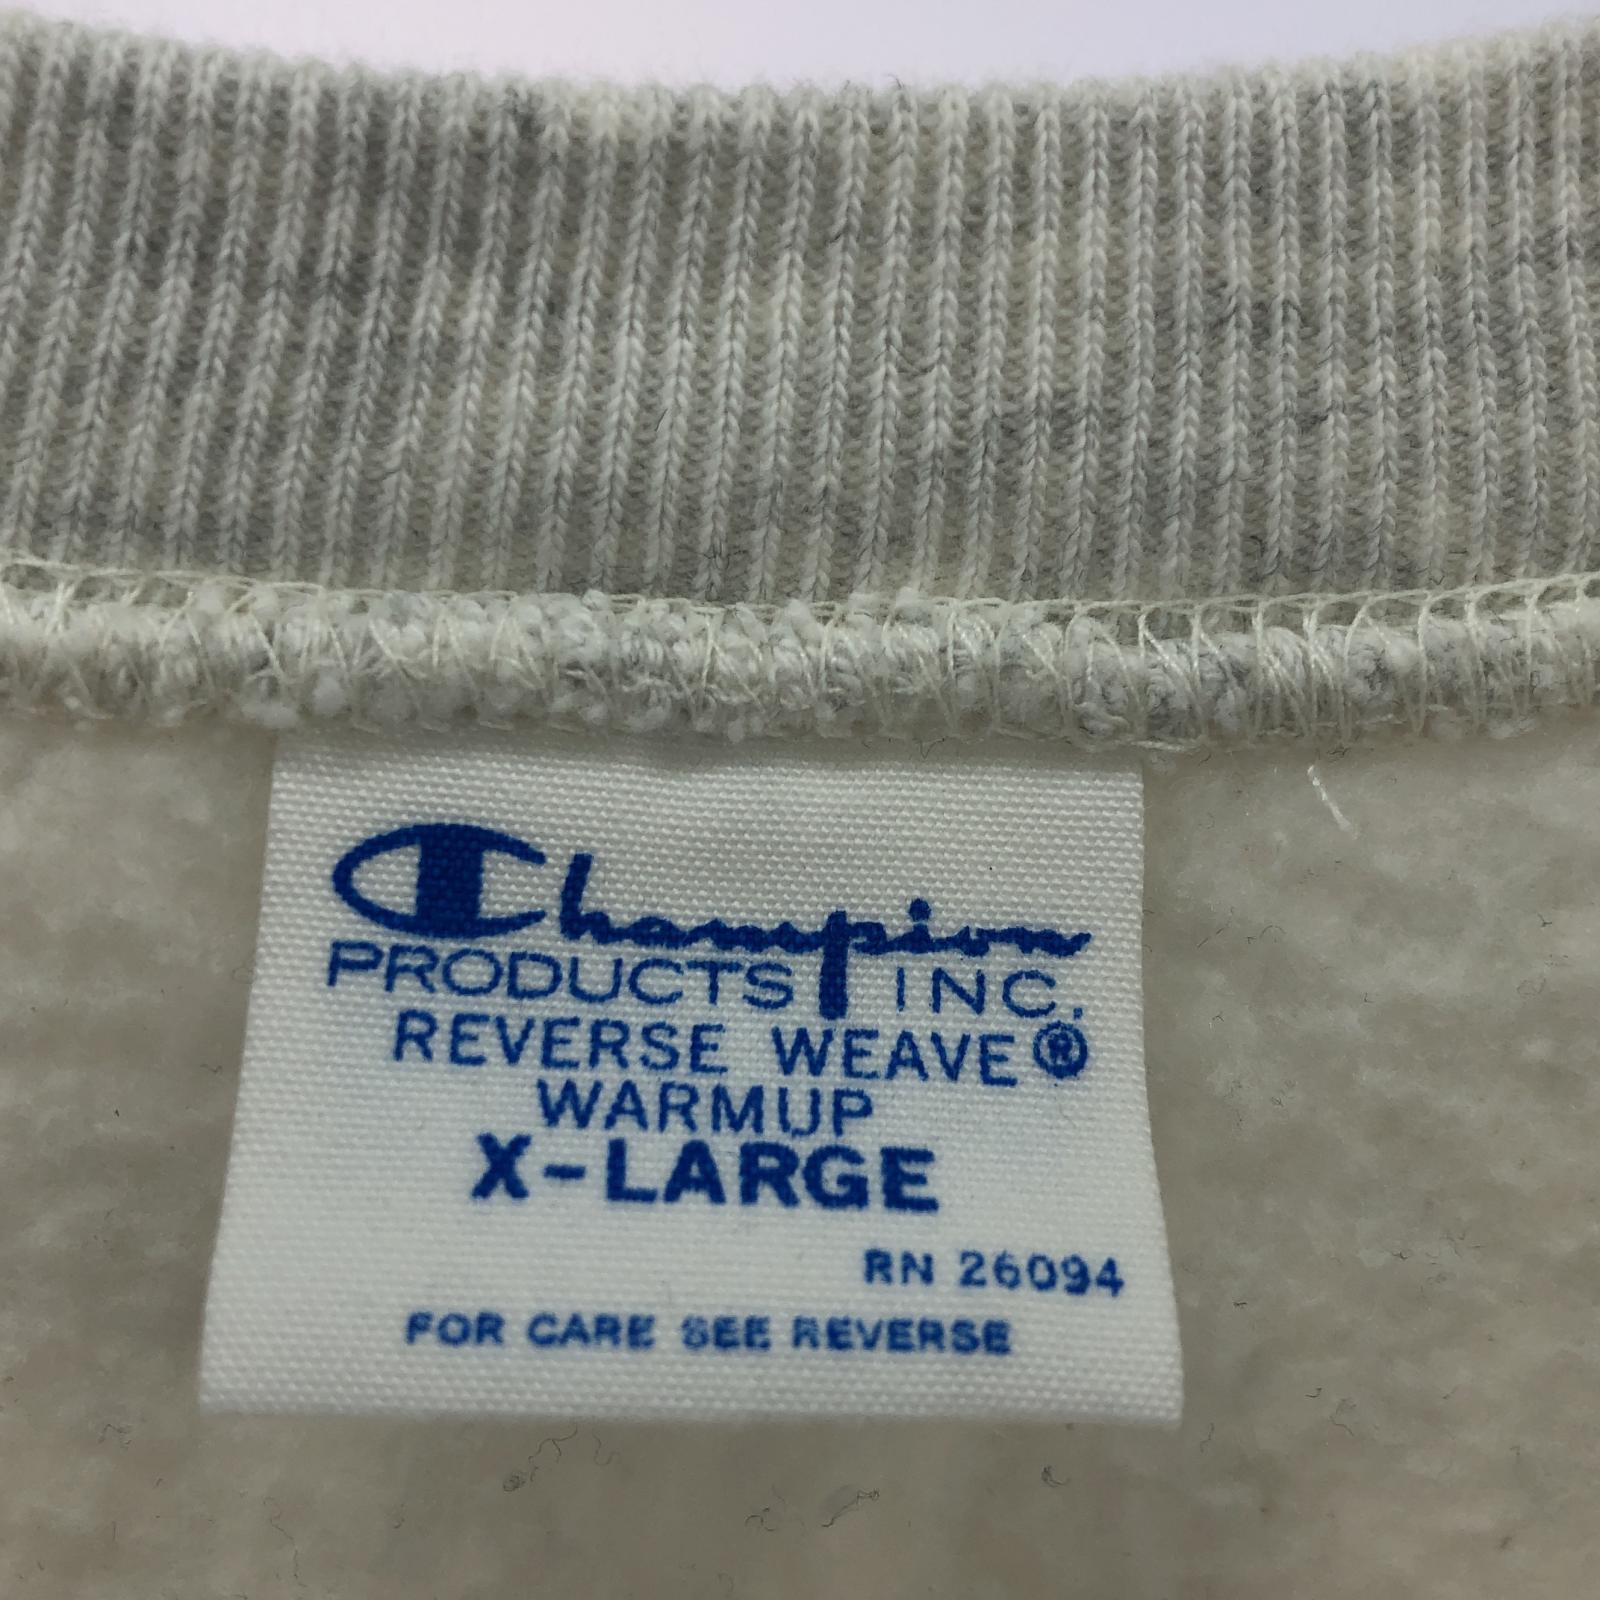 Champion
PRODUCTS INC.
REVERSE WEAVE®
WARMUP
X-LARGE
RN 26094
FOR CARE SEE REVERSE